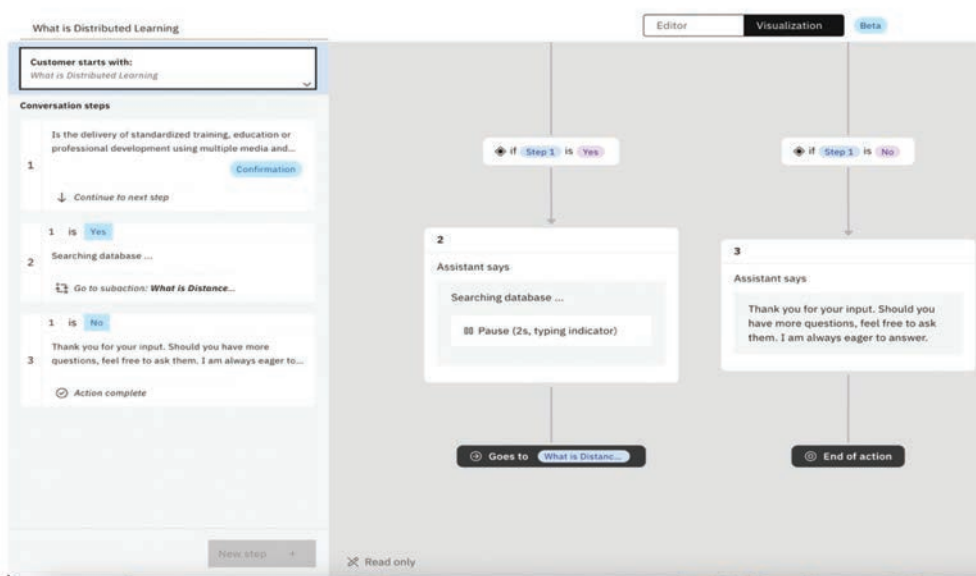 What is Distributed Learning
Editor
Visualization
Beta
Customer starts with:
What is Distributed Learning
Conversation steps
1
Is the delivery of standardized training, education or
professional development using multiple media and...
Confirmation
Continue to next step
2
1 is Yes
Searching database ...
Go to subaction: What is Distance...
3
1 is No
Thank you for your input. Should you have more
questions, feel free to ask them. I am always eager to...
Action complete
New step +
if Step 1 is Yes
2
Assistant says
Searching database ...
Pause (2s, typing indicator)
Goes to What is Distanc...
if Step 1 is No
3
Assistant says
Thank you for your input. Should you
have more questions, feel free to ask
them. I am always eager to answer.
End of action
Read only